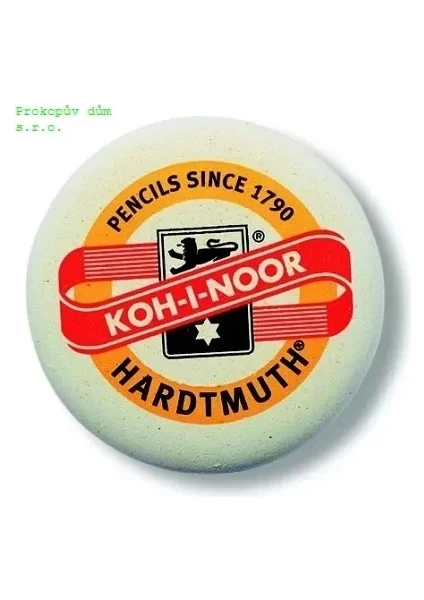 Prokopův dům
s.r.o.
PENCILS SINCE 1790
®
KOH-I-NOOR
HARDTMUTH®